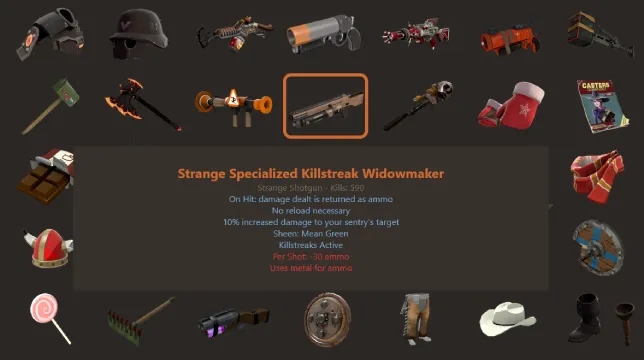 CASTERS
Strange Specialized Killstreak Widowmaker
Strange Shotgun - Kills: 590
On Hit: damage dealt is returned as ammo
No reload necessary
10% increased damage to your sentry's target
Sheen: Mean Green
Killstreaks Active
Per Shot: -30 ammo
Uses metal for ammo